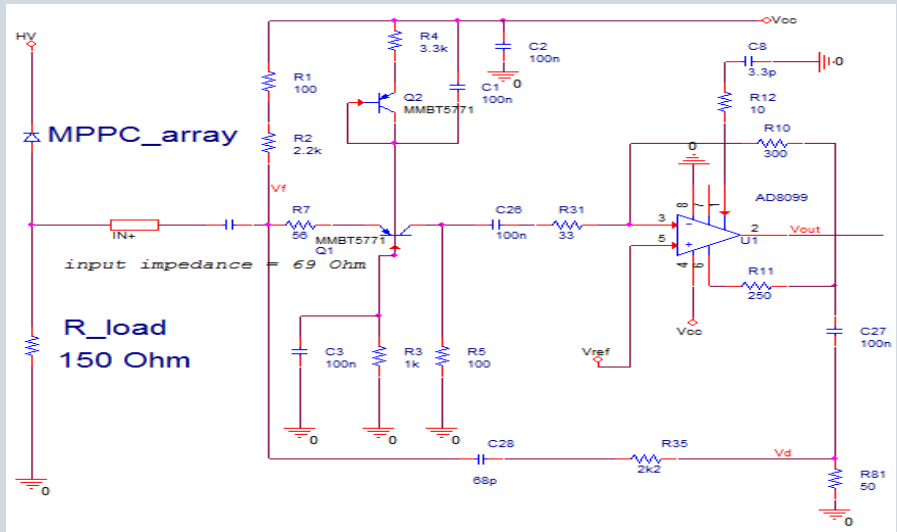 HV
Vcc
R4
3.3k
C2
100n
0
C8
3.3p
0
R1
100
Q2
MMBT5771
C1
100n
R12
10
MPPC_array
R2
2.2k
R10
300
0
Vf
8
7
1
AD8099
R7
56
MMBT5771
Q1
C26
100n
R31
33
3
5
2
U1
Vout
IN+
input impedance = 69 Ohm
4
6
R11
250
R_load
150 Ohm
Vcc
C27
100n
C3
100n
R3
1k
R5
100
Vref
0
0
0
C28
68p
R35
2k2
Vd
R81
50
0
0